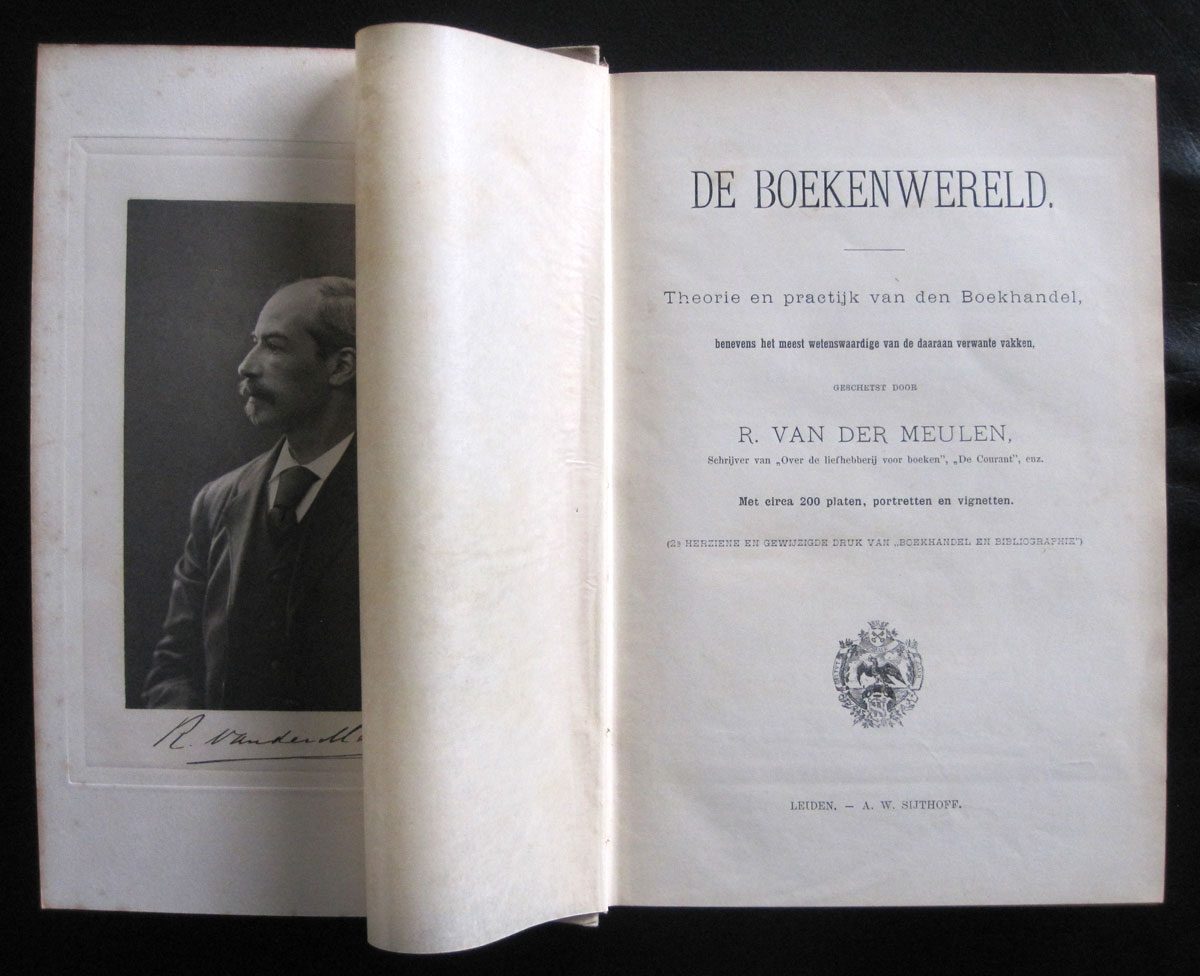 R. van der M
DE BOEKENWERELD.
Theorie en practijk van den Boekhandel,
benevens het meest wetenswaardige van de daaraan verwante vakken,
GESCHETST DOOR
R. VAN DER MEULEN,
Schrijver van „Over de liefhebberij voor boeken”, „De Courant”, enz.
Met circa 200 platen, portretten en vignetten.
(2e HERZIENE EN GEWIJZIGDE DRUK VAN „BOEKHANDEL EN BIBLIOGRAPHIE”)
LEIDEN. — A. W. SIJTHOFF.